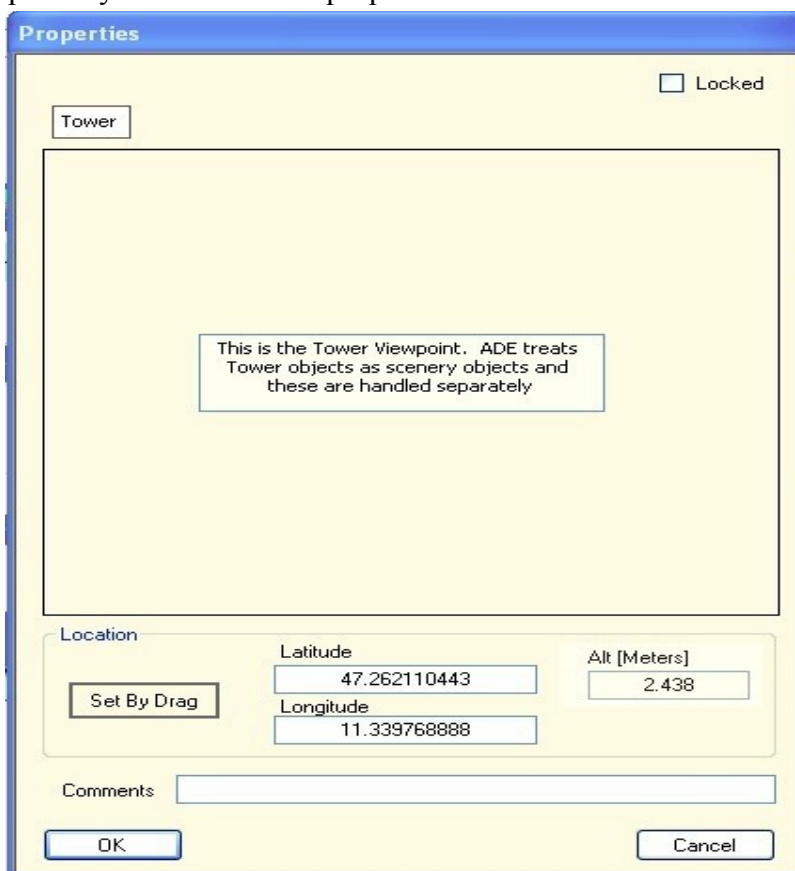 Properties
Locked
Tower
This is the Tower Viewpoint. ADE treats
Tower objects as scenery objects and
these are handled separately
Location
Latitude
Alt [Meters]
47.262110443
2.438
Set By Drag
Longitude
11.339768888
Comments
OK
Cancel